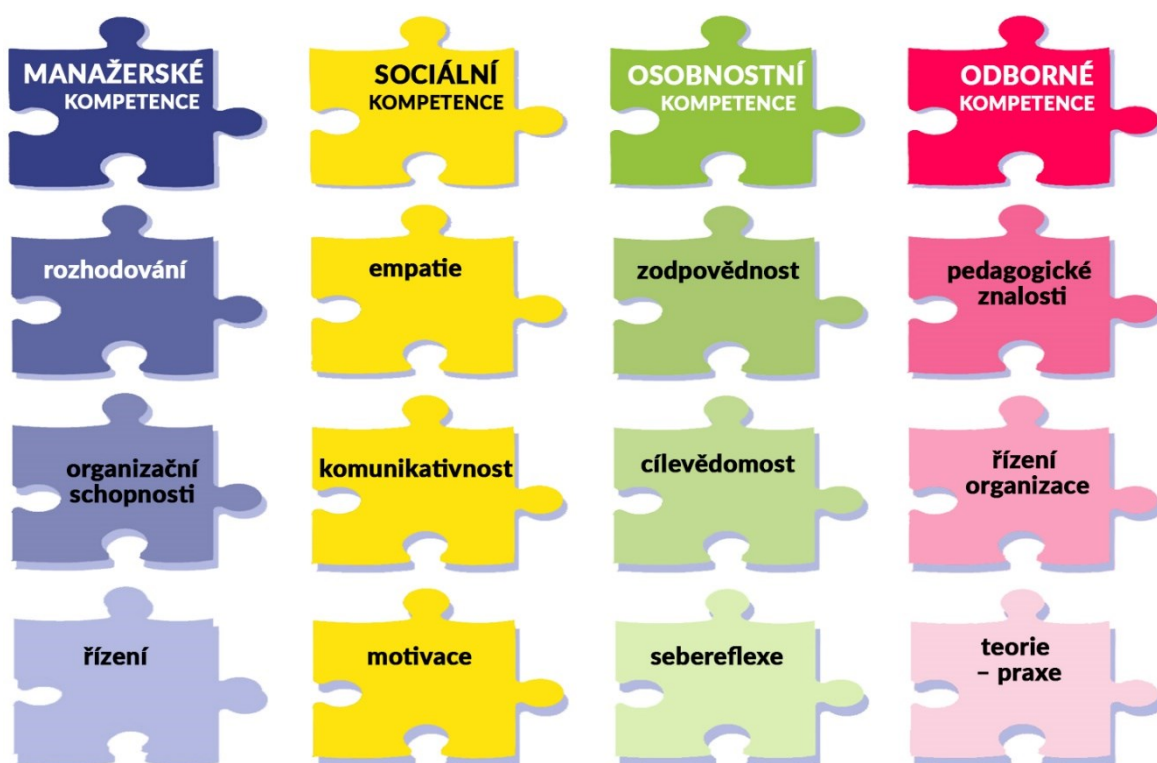 MANAŽERSKÉ
KOMPETENCE
SOCIÁLNÍ
KOMPETENCE
OSOBNOSTNÍ
KOMPETENCE
ODBORNÉ
KOMPETENCE
rozhodování
empatie
zodpovědnost
pedagogické
znalosti
organizační
schopnosti
komunikativnost
cílevědomost
řízení
organizace
řízení
motivace
sebereflexe
teorie
– praxe